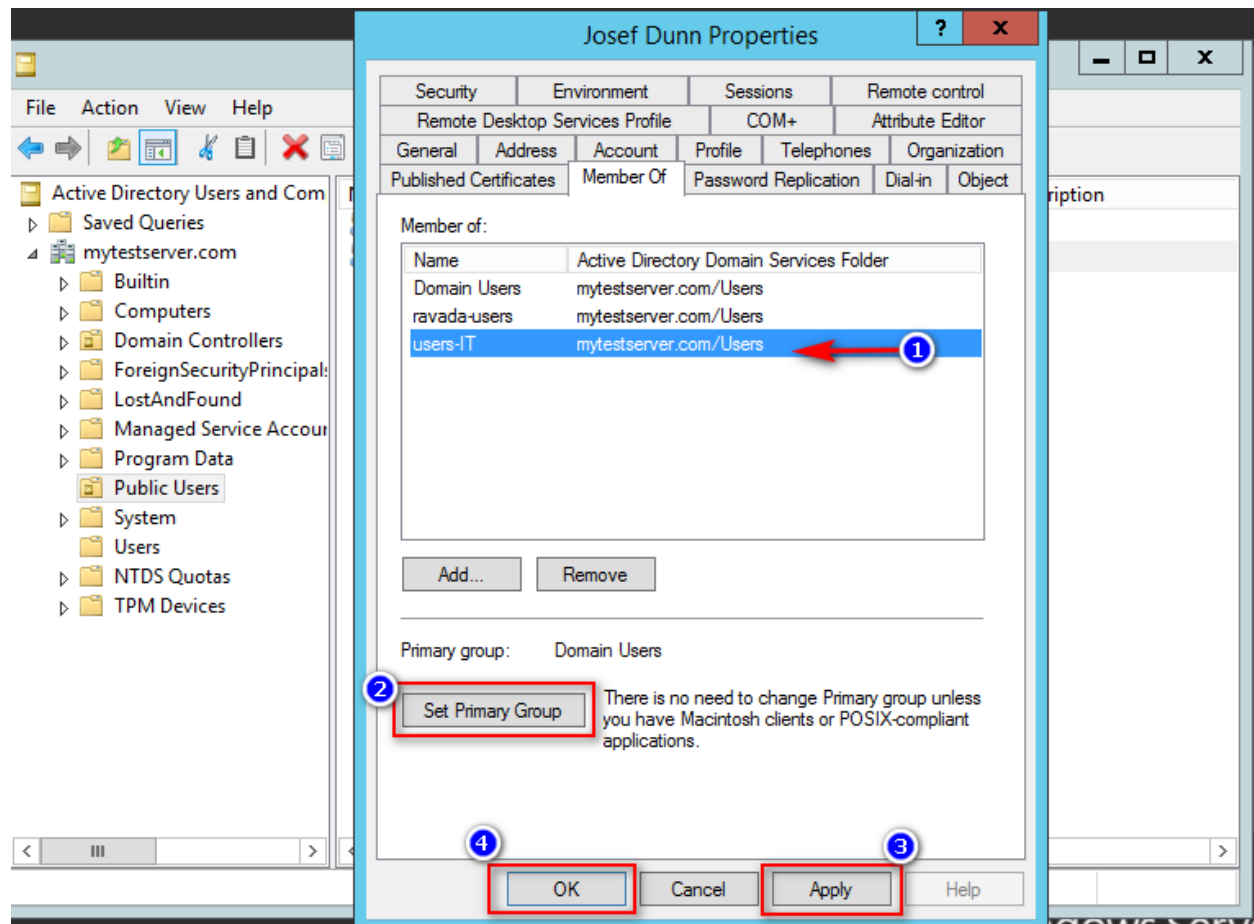 Josef Dunn Properties
?
x
x
File Action View Help
Active Directory Users and Com
Saved Queries
mytestserver.com
Builtin
Computers
Domain Controllers
ForeignSecurityPrincipal:
LostAndFound
Managed Service Accour
Program Data
Public Users
System
Users
NTDS Quotas
TPM Devices
Security Environment Sessions Remote control
Remote Desktop Services Profile COM+ Attribute Editor
General Address Account Profile Telephones Organization
Published Certificates Member Of Password Replication Dial-in Object
Member of:
Name Active Directory Domain Services Folder
Domain Users mytestserver.com/Users
ravada-users mytestserver.com/Users
users-IT mytestserver.com/Users
1
Add... Remove
Primary group: Domain Users
2
Set Primary Group
There is no need to change Primary group unless
you have Macintosh clients or POSIX-compliant
applications.
4
3
OK Cancel Apply Help
ription